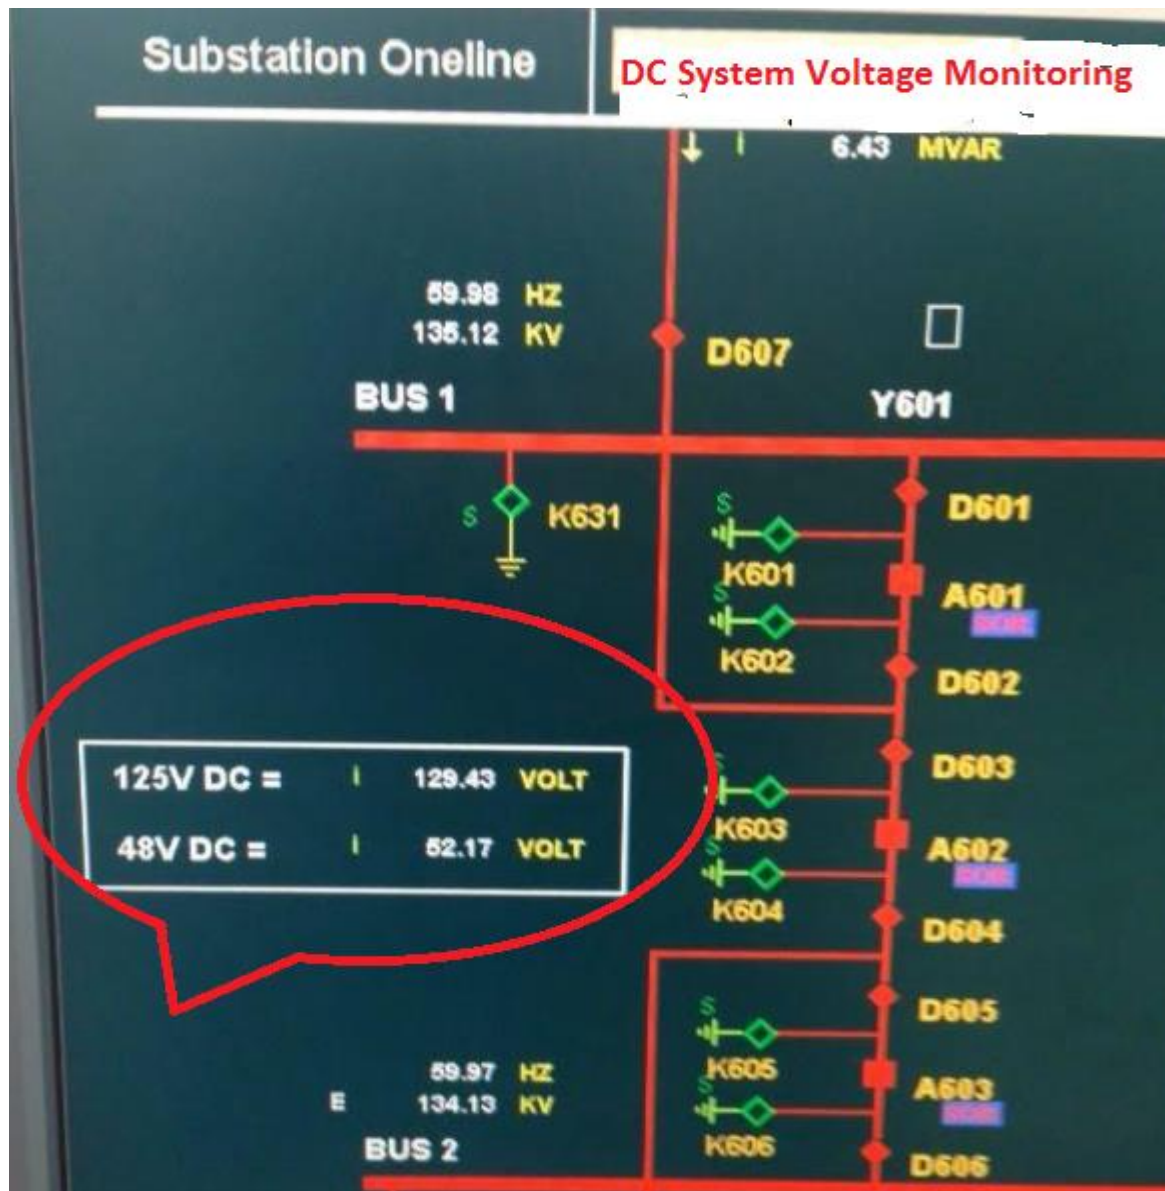 Substation Oneline
DC System Voltage Monitoring
6.43 MVAR
59.98 HZ
135.12 KV
D607
BUS 1
Y601
D601
S
S K631
K601
A601
S
K602
D602
D603
S
125V DC = I 129.43 VOLT
K603
A602
48V DC = I 52.17 VOLT
S
K604
D604
D605
S
K605
59.97 HZ
A603
S
E 134.13 KV
K606
BUS 2
D606